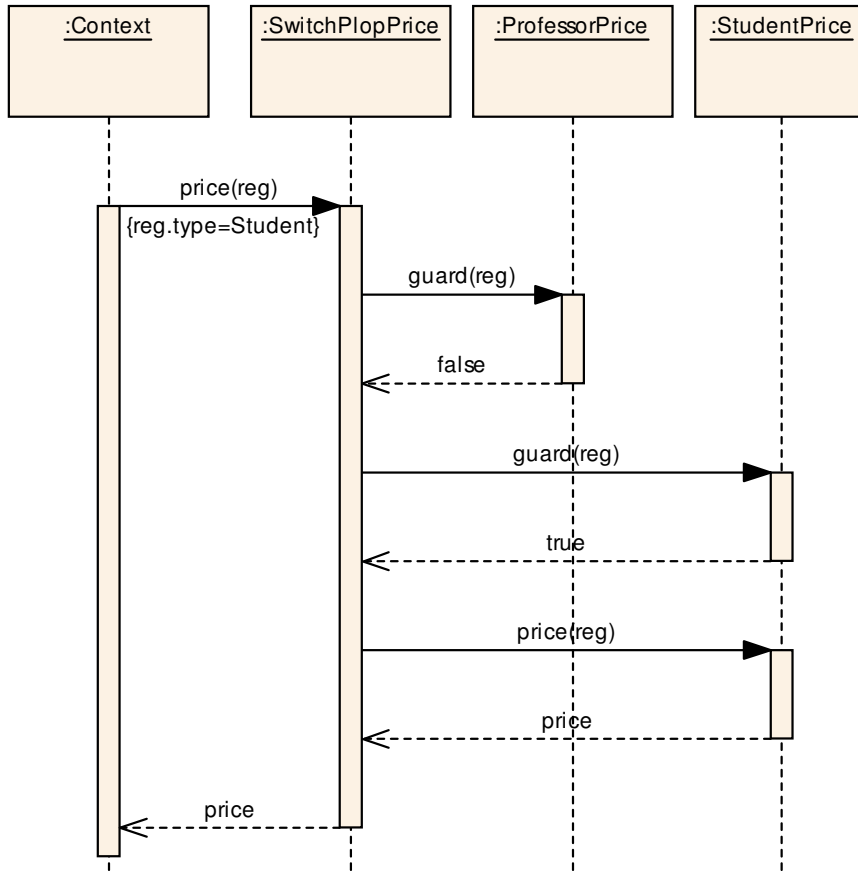 :Context
:SwitchPlopPrice
:ProfessorPrice
:StudentPrice
price(reg)
{reg.type=Student}
guard(reg)
false
guard(reg)
true
price(reg)
price
price